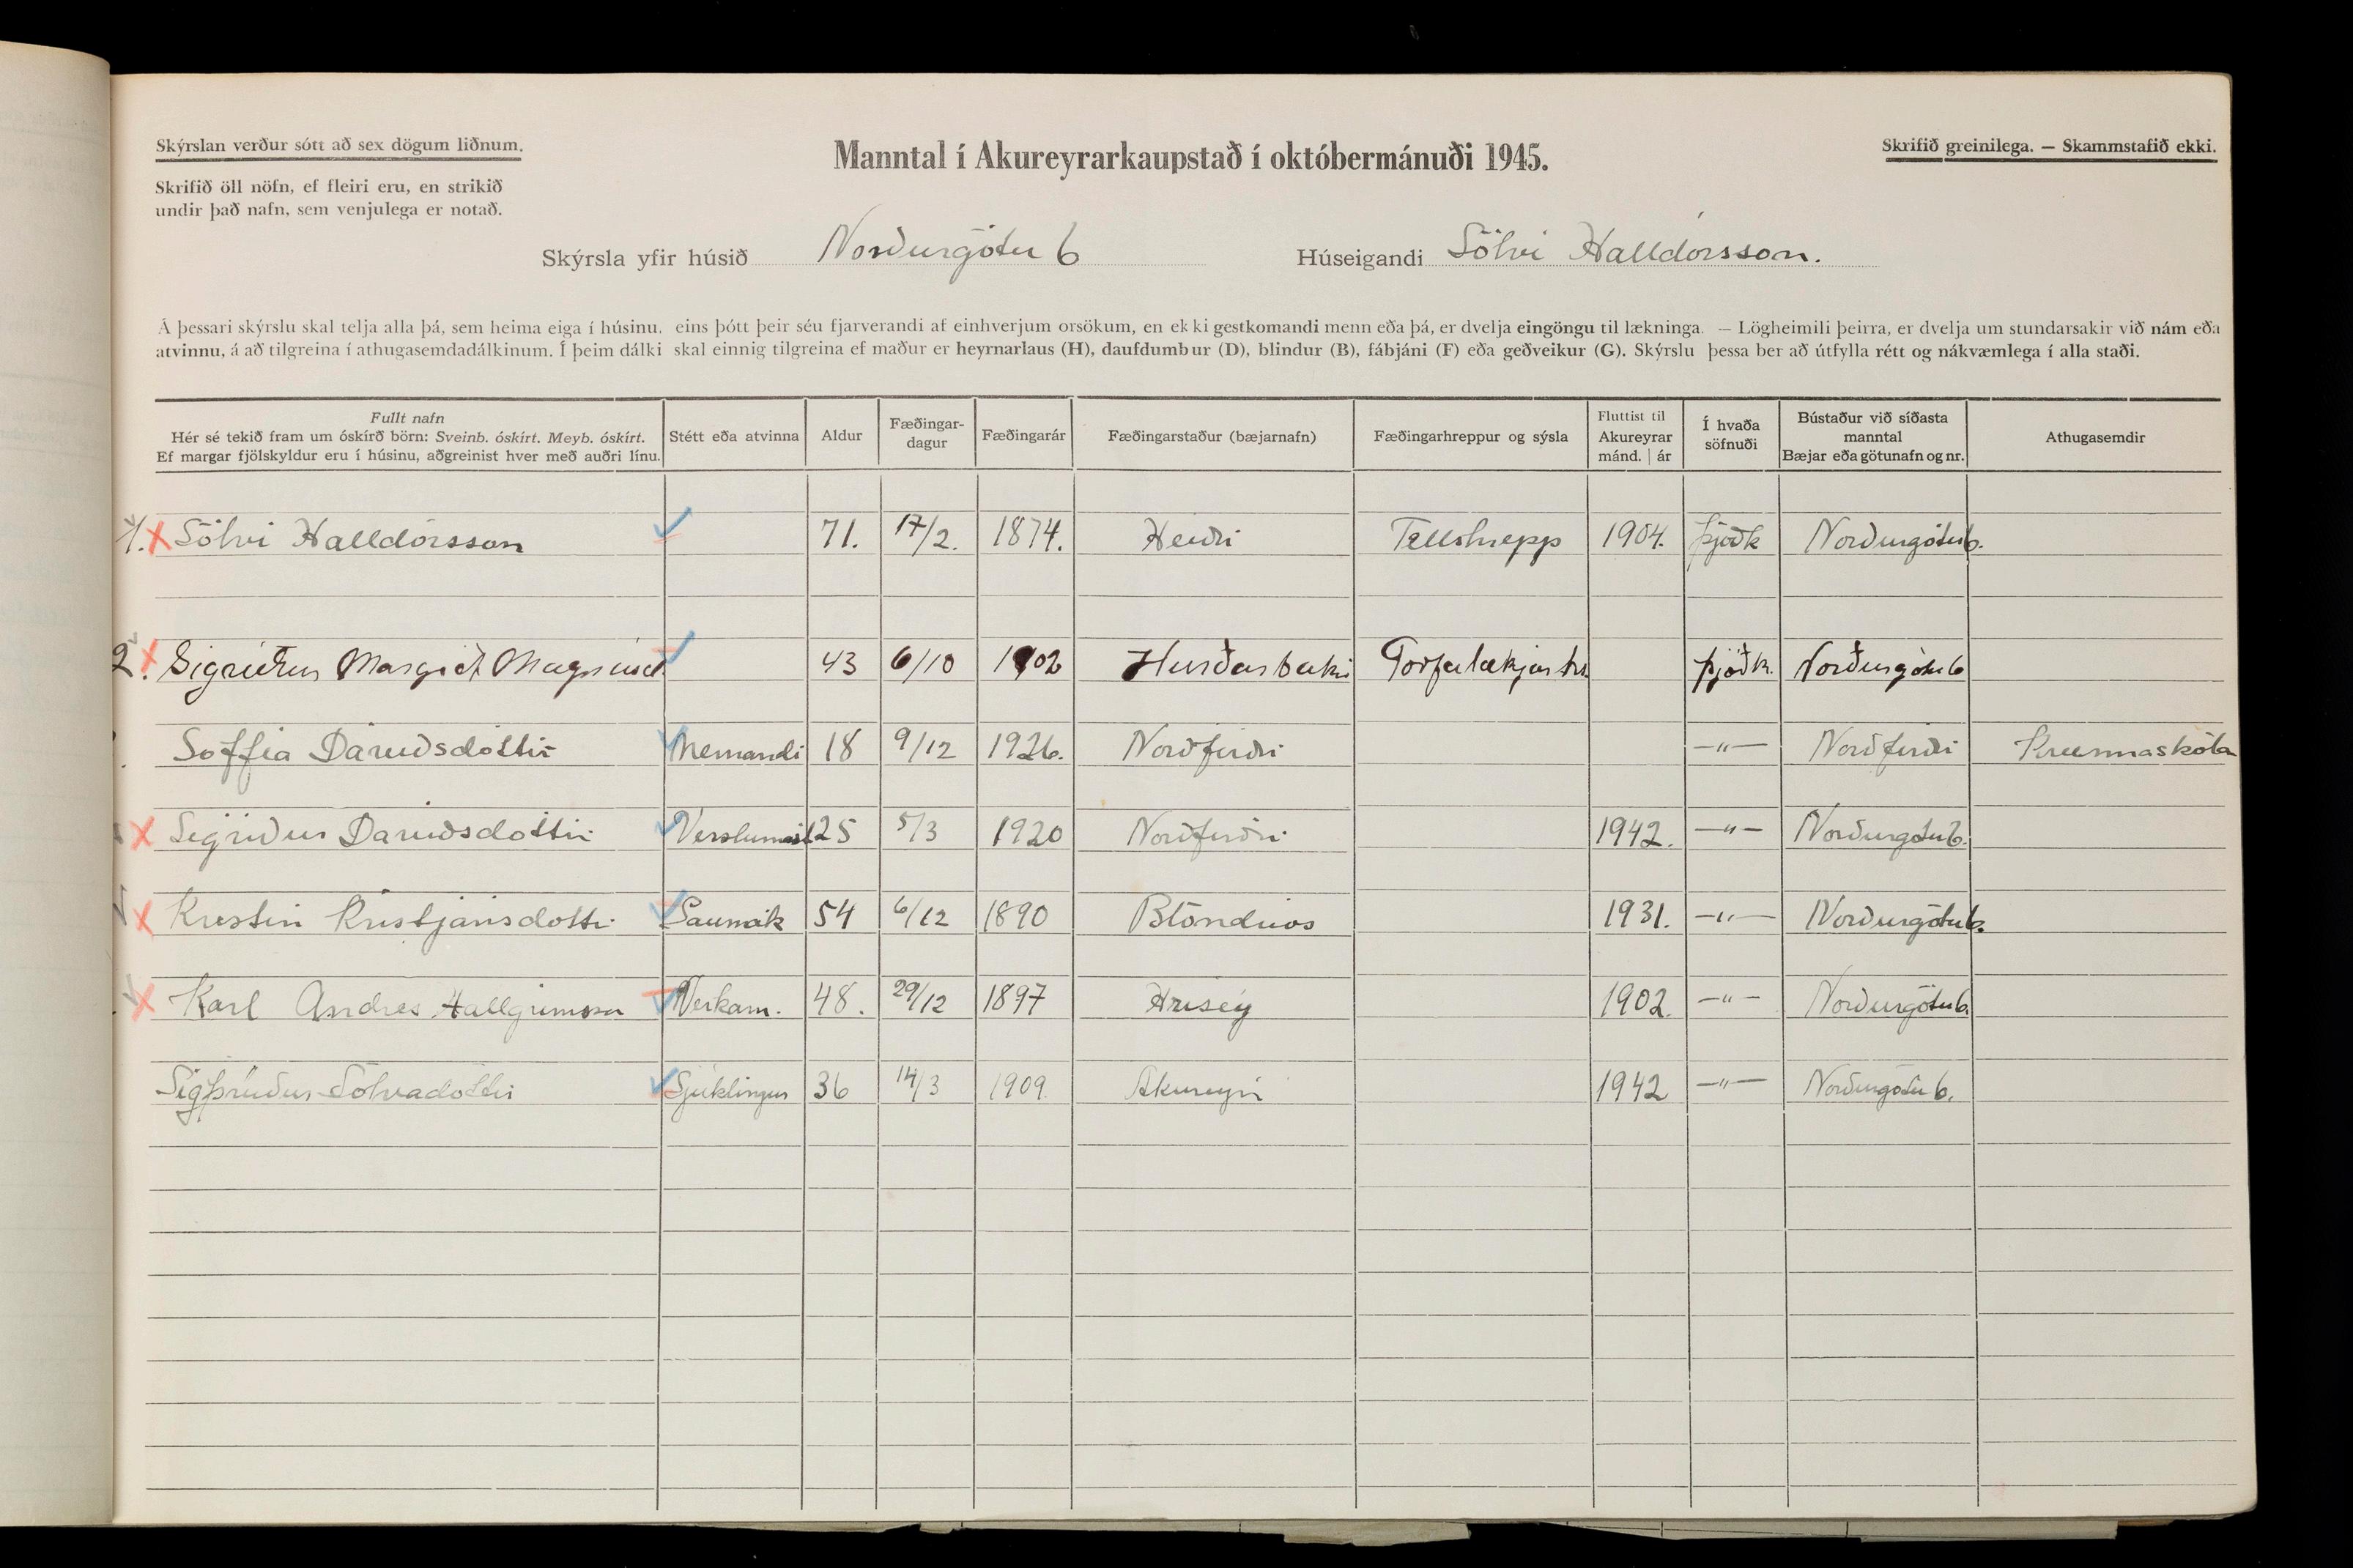 Skýrslan verður sótt að sex dögum liðnum.
Manntal í Akureyrarkaupstað í októbermánuði 1945.
Skrifið greinilega. — Skammstafið ekki.
Skrifið öll nöfn, ef fleiri eru, en strikið
undir það nafn, sem venjulega er notað.
Skýrsla yfir húsið Norðurgötu 6 Húseigandi Sölvi Halldórsson.
Á þessari skýrslu skal telja alla þá, sem heima eiga í húsinu. eins þótt þeir séu fjarverandi af einhverjum orsökum, en ekki gestkomandi menn eða þá, er dvelja eingöngu til lækninga. — Lögheimili þeirra, er dvelja um stundarsakir við nám eða
atvinnu, á að tilgreina í athugasemdadálkinum. Í þeim dálki skal einnig tilgreina ef maður er heyrnarlaus (H), daufdumbur (D), blindur (B), fábjáni (F) eða geðveikur (G). Skýrslu þessa ber að útfylla rétt og nákvæmlega í alla staði.
Fullt nafn
Hér sé tekið fram um óskírð börn: Sveinb. óskírt. Meyb. óskírt.
Ef margar fjölskyldur eru í húsinu, aðgreinist hver með auðri línu.
Stétt eða atvinna
Aldur
Fæðingar-
dagur
Fæðingarár
Fæðingarstaður (bæjarnafn)
Fæðingarhreppur og sýsla
Fluttist til
Akureyrar
mánd. | ár
Í hvaða
söfnuði
Bústaður við síðasta
manntal
Bæjar eða götunafn og nr.
Athugasemdir
1. Sölvi Halldórsson 71. 17/2. 1874. Heiði Fellshrepp 1904. Þjóðk Norðurgötu 6.
2. Sigríður Margrét Magnúsd 43 6/10 1902 Hurðarbaki Torfalækjarhr. Þjóðk. Norðurgötu 6
Soffía Davíðsdóttir Nemandi 18 9/12 1926. Norðfirði —"— Norðfirði
Sigríður Davíðsdóttir 25 5/3 1920 Norðfirði 1942. —"— Norðurgötu 6.
Kristín Kristjánsdóttir Saumak 54 6/12 1890 Blönduós 1931. —"— Norðurgötu 6.
Karl Andres Hallgrímsson Verkam. 48. 29/12 1897 Hrísey 1902. —"— Norðurgötu 6.
Sigþrúður Sölvadóttir Sjúklingur 36 14/3 1909. Akureyri 1942 —"— Norðurgötu 6.